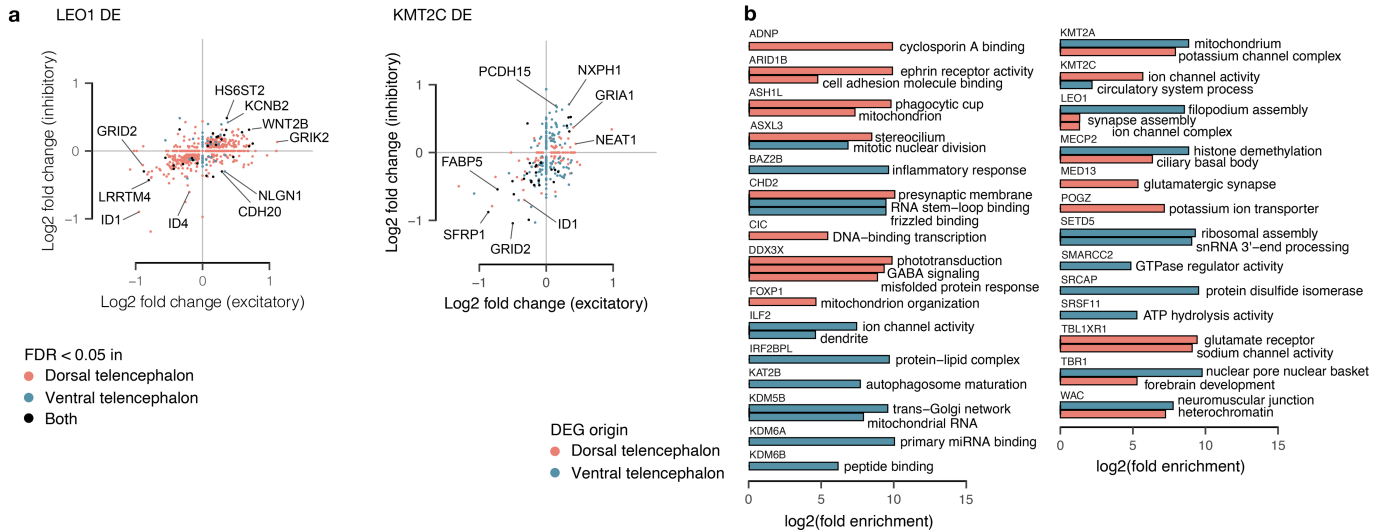 a
LEO1 DE
Log2 fold change (inhibitory)
1
0
−1
HS6ST2
KCNB2
WNT2B
GRIK2
GRID2
LRRTM4
ID1
ID4
NLGN1
CDH20
−1
0
1
Log2 fold change (excitatory)
KMT2C DE
Log2 fold change (inhibitory)
1
0
−1
PCDH15
NXPH1
GRIA1
NEAT1
FABP5
SFRP1
GRID2
ID1
−1
0
1
Log2 fold change (excitatory)
FDR < 0.05 in
Dorsal telencephalon
Ventral telencephalon
Both
DEG origin
Dorsal telencephalon
Ventral telencephalon
b
ADNP
cyclosporin A binding
ARID1B
ephrin receptor activity
cell adhesion molecule binding
ASH1L
phagocytic cup
mitochondrion
ASXL3
stereocilium
mitotic nuclear division
BAZ2B
inflammatory response
CHD2
presynaptic membrane
RNA stem−loop binding
frizzled binding
CIC
DNA−binding transcription
DDX3X
phototransduction
GABA signaling
misfolded protein response
FOXP1
mitochondrion organization
ILF2
ion channel activity
dendrite
IRF2BPL
protein−lipid complex
KAT2B
autophagosome maturation
KDM5B
trans−Golgi network
mitochondrial RNA
KDM6A
primary miRNA binding
KDM6B
peptide binding
0
5
10
15
log2(fold enrichment)
KMT2A
mitochondrium
potassium channel complex
KMT2C
ion channel activity
circulatory system process
LEO1
filopodium assembly
synapse assembly
ion channel complex
MECP2
histone demethylation
ciliary basal body
MED13
glutamatergic synapse
POGZ
potassium ion transporter
SETD5
ribosomal assembly
snRNA 3'−end processing
SMARCC2
GTPase regulator activity
SRCAP
protein disulfide isomerase
SRSF11
ATP hydrolysis activity
TBL1XR1
glutamate receptor
sodium channel activity
TBR1
nuclear pore nuclear basket
forebrain development
WAC
neuromuscular junction
heterochromatin
0
5
10
15
log2(fold enrichment)